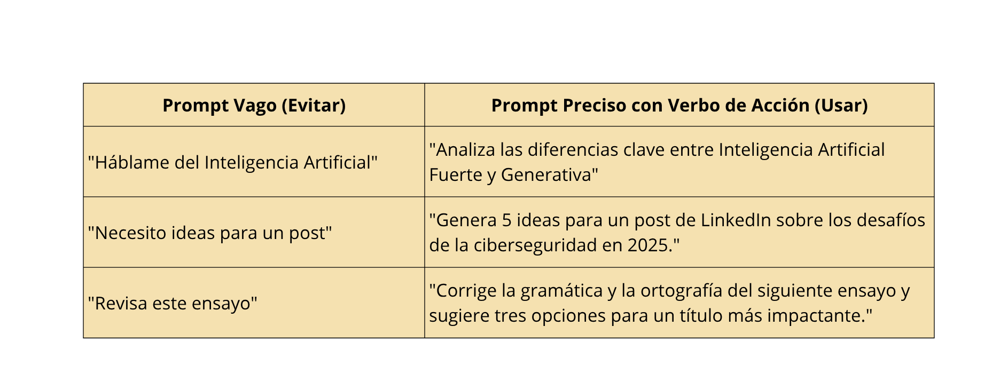 Prompt Vago (Evitar)
Prompt Preciso con Verbo de Acción (Usar)
"Háblame del Inteligencia Artificial"
"Analiza las diferencias clave entre Inteligencia Artificial
Fuerte y Generativa"
"Necesito ideas para un post"
"Genera 5 ideas para un post de LinkedIn sobre los desafíos
de la ciberseguridad en 2025."
"Revisa este ensayo"
"Corrige la gramática y la ortografía del siguiente ensayo y
sugiere tres opciones para un título más impactante."